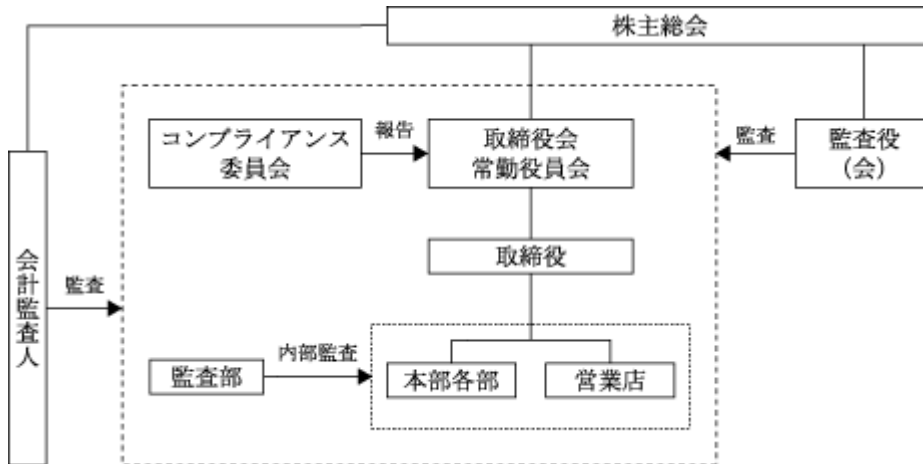 株主総会
コンプライアンス
委員会
報告
取締役会
常勤役員会
監査
監査役
(会)
取締役
会計監査人
監査
監査部
内部監査
本部各部
営業店